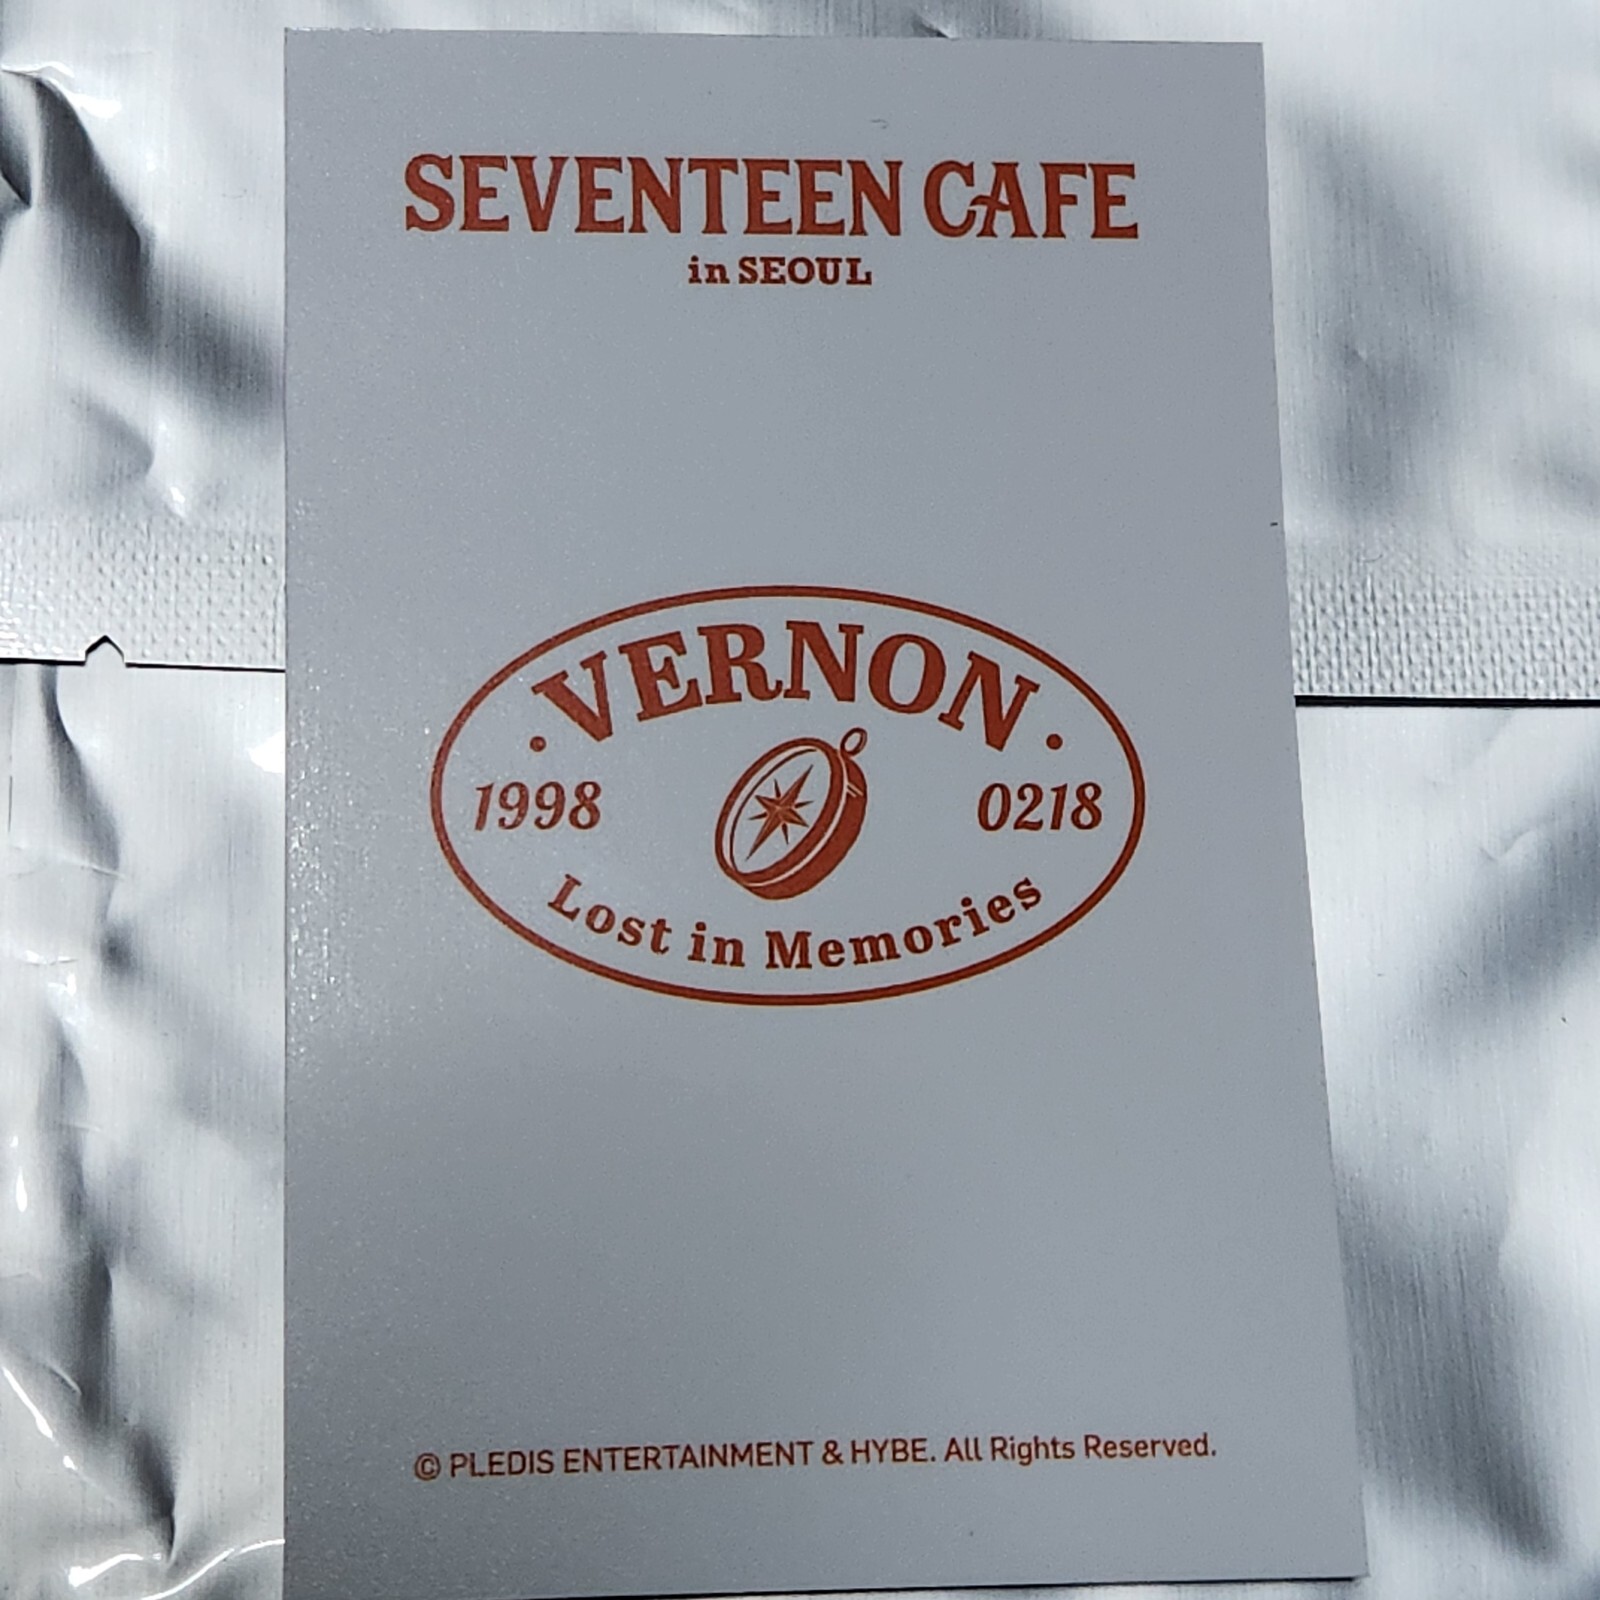 SEVENTEEN CAFE
in SEOUL
· VERNON ·
1998 0218
Lost in Memories
© PLEDIS ENTERTAINMENT & HYBE. All Rights Reserved.